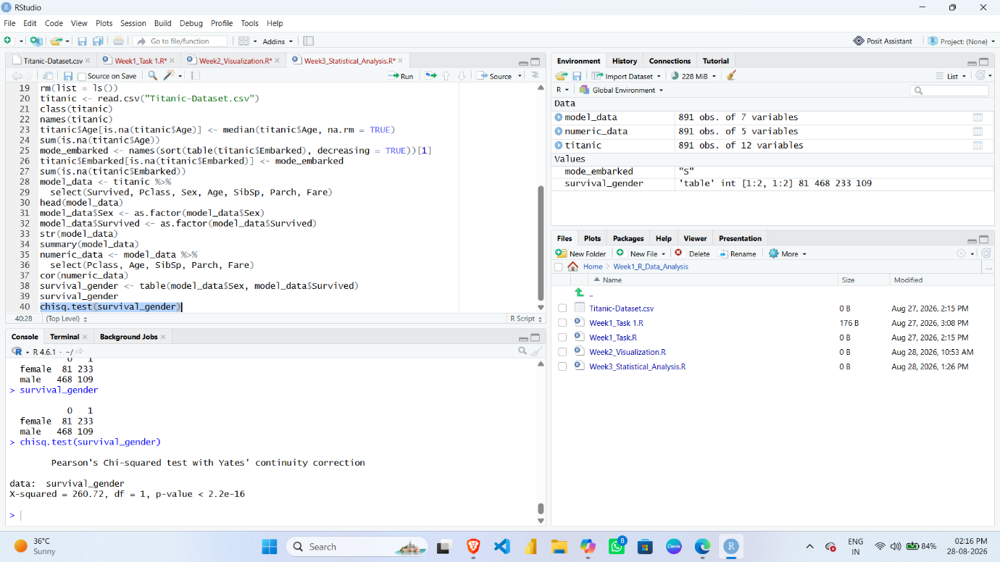 RStudio
File Edit Code View Plots Session Build Debug Profile Tools Help
Go to file/function Addins Posit Assistant Project: (None)
Titanic-Dataset.csv Week1_Task 1.R* Week2_Visualization.R* Week3_Statistical_Analysis.R*
Source on Save Run Source
19 rm(list = ls())
20 titanic <- read.csv("Titanic-Dataset.csv")
21 class(titanic)
22 names(titanic)
23 titanic$Age[is.na(titanic$Age)] <- median(titanic$Age, na.rm = TRUE)
24 sum(is.na(titanic$Age))
25 mode_embarked <- names(sort(table(titanic$Embarked), decreasing = TRUE))[1]
26 titanic$Embarked[is.na(titanic$Embarked)] <- mode_embarked
27 sum(is.na(titanic$Embarked))
28 model_data <- titanic %>%
29 select(Survived, Pclass, Sex, Age, SibSp, Parch, Fare)
30 head(model_data)
31 model_data$Sex <- as.factor(model_data$Sex)
32 model_data$Survived <- as.factor(model_data$Survived)
33 str(model_data)
34 summary(model_data)
35 numeric_data <- model_data %>%
36 select(Pclass, Age, SibSp, Parch, Fare)
37 cor(numeric_data)
38 survival_gender <- table(model_data$Sex, model_data$Survived)
39 survival_gender
40 chisq.test(survival_gender)
40:28 (Top Level) R Script
Console Terminal Background Jobs
R 4.6.1 · ~/
0 1
female 81 233
male 468 109
> survival_gender
0 1
female 81 233
male 468 109
> chisq.test(survival_gender)
Pearson's Chi-squared test with Yates' continuity correction
data: survival_gender
X-squared = 260.72, df = 1, p-value < 2.2e-16
>
Environment History Connections Tutorial
Import Dataset 228 MiB List
R Global Environment
Data
model_data 891 obs. of 7 variables
numeric_data 891 obs. of 5 variables
titanic 891 obs. of 12 variables
Values
mode_embarked "S"
survival_gender 'table' int [1:2, 1:2] 81 468 233 109
Files Plots Packages Help Viewer Presentation
New Folder New File Delete Rename More
Home Week1_R_Data_Analysis ...
Name Size Modified
..
Titanic-Dataset.csv 0 B Aug 27, 2026, 2:15 PM
Week1_Task 1.R 176 B Aug 27, 2026, 3:08 PM
Week1_Task.R 0 B Aug 27, 2026, 2:15 PM
Week2_Visualization.R 0 B Aug 28, 2026, 10:53 AM
Week3_Statistical_Analysis.R 0 B Aug 28, 2026, 1:26 PM
36°C
Sunny
Search
Canva
8
ENG
IN
84%
02:16 PM
28-08-2026